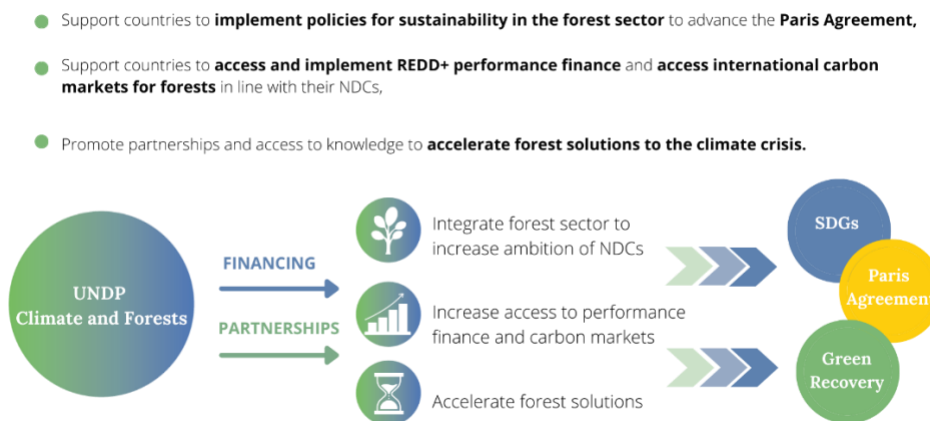 Support countries to implement policies for sustainability in the forest sector to advance the Paris Agreement,
Support countries to access and implement REDD+ performance finance and access international carbon
markets for forests in line with their NDCs,
Promote partnerships and access to knowledge to accelerate forest solutions to the climate crisis.
UNDP
Climate and Forests
FINANCING
PARTNERSHIPS
Integrate forest sector to
increase ambition of NDCs
Increase access to performance
finance and carbon markets
Accelerate forest solutions
SDGs
Paris
Agreement
Green
Recovery